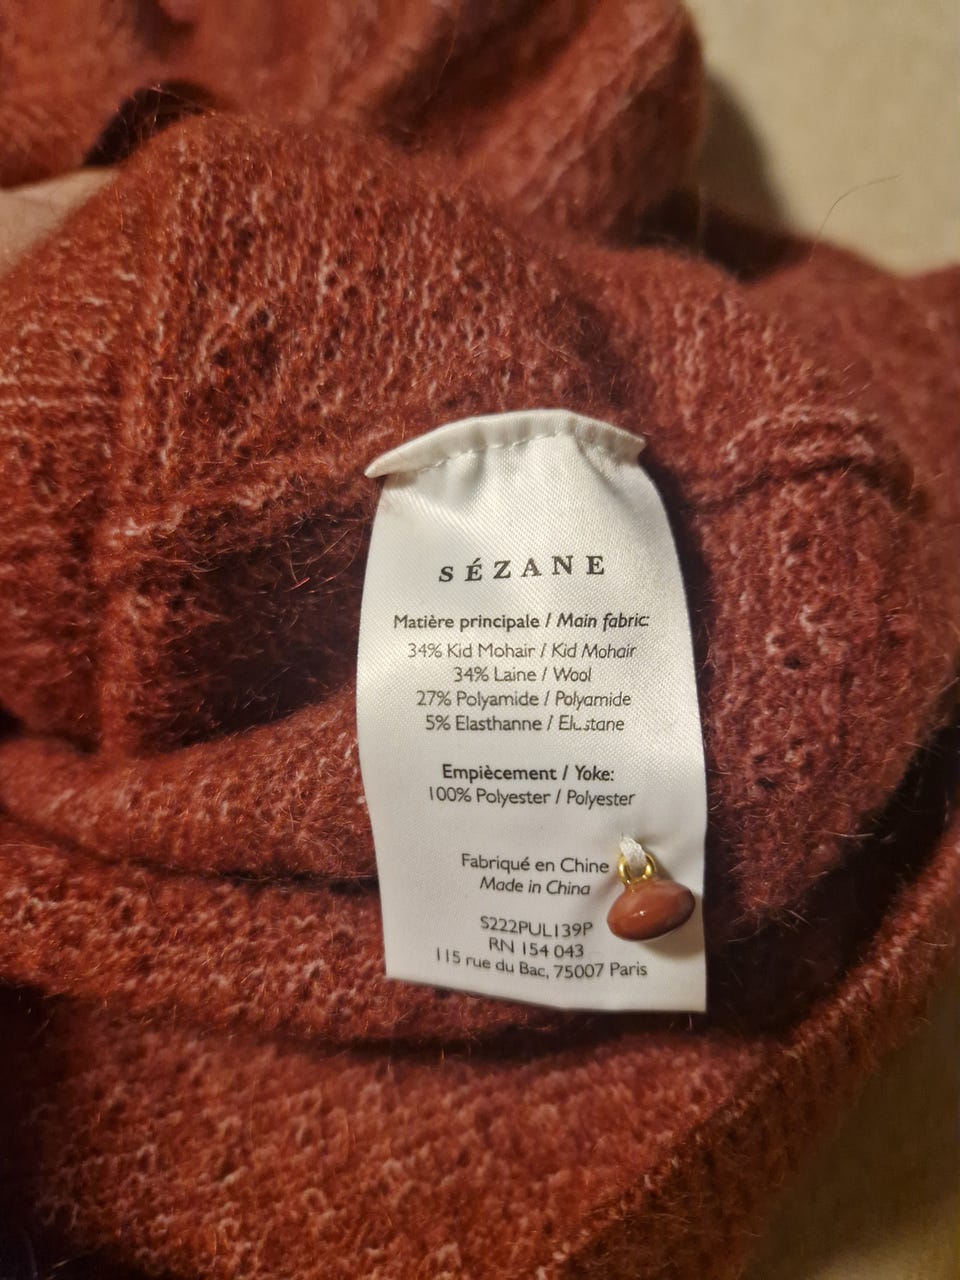 SÉZANE
Matière principale / Main fabric:
34% Kid Mohair / Kid Mohair
34% Laine / Wool
27% Polyamide / Polyamide
5% Elasthanne / Elastane
Empiècement / Yoke:
100% Polyester / Polyester
Fabriqué en Chine
Made in China
S222PUL139P
RN 154 043
115 rue du Bac, 75007 Paris